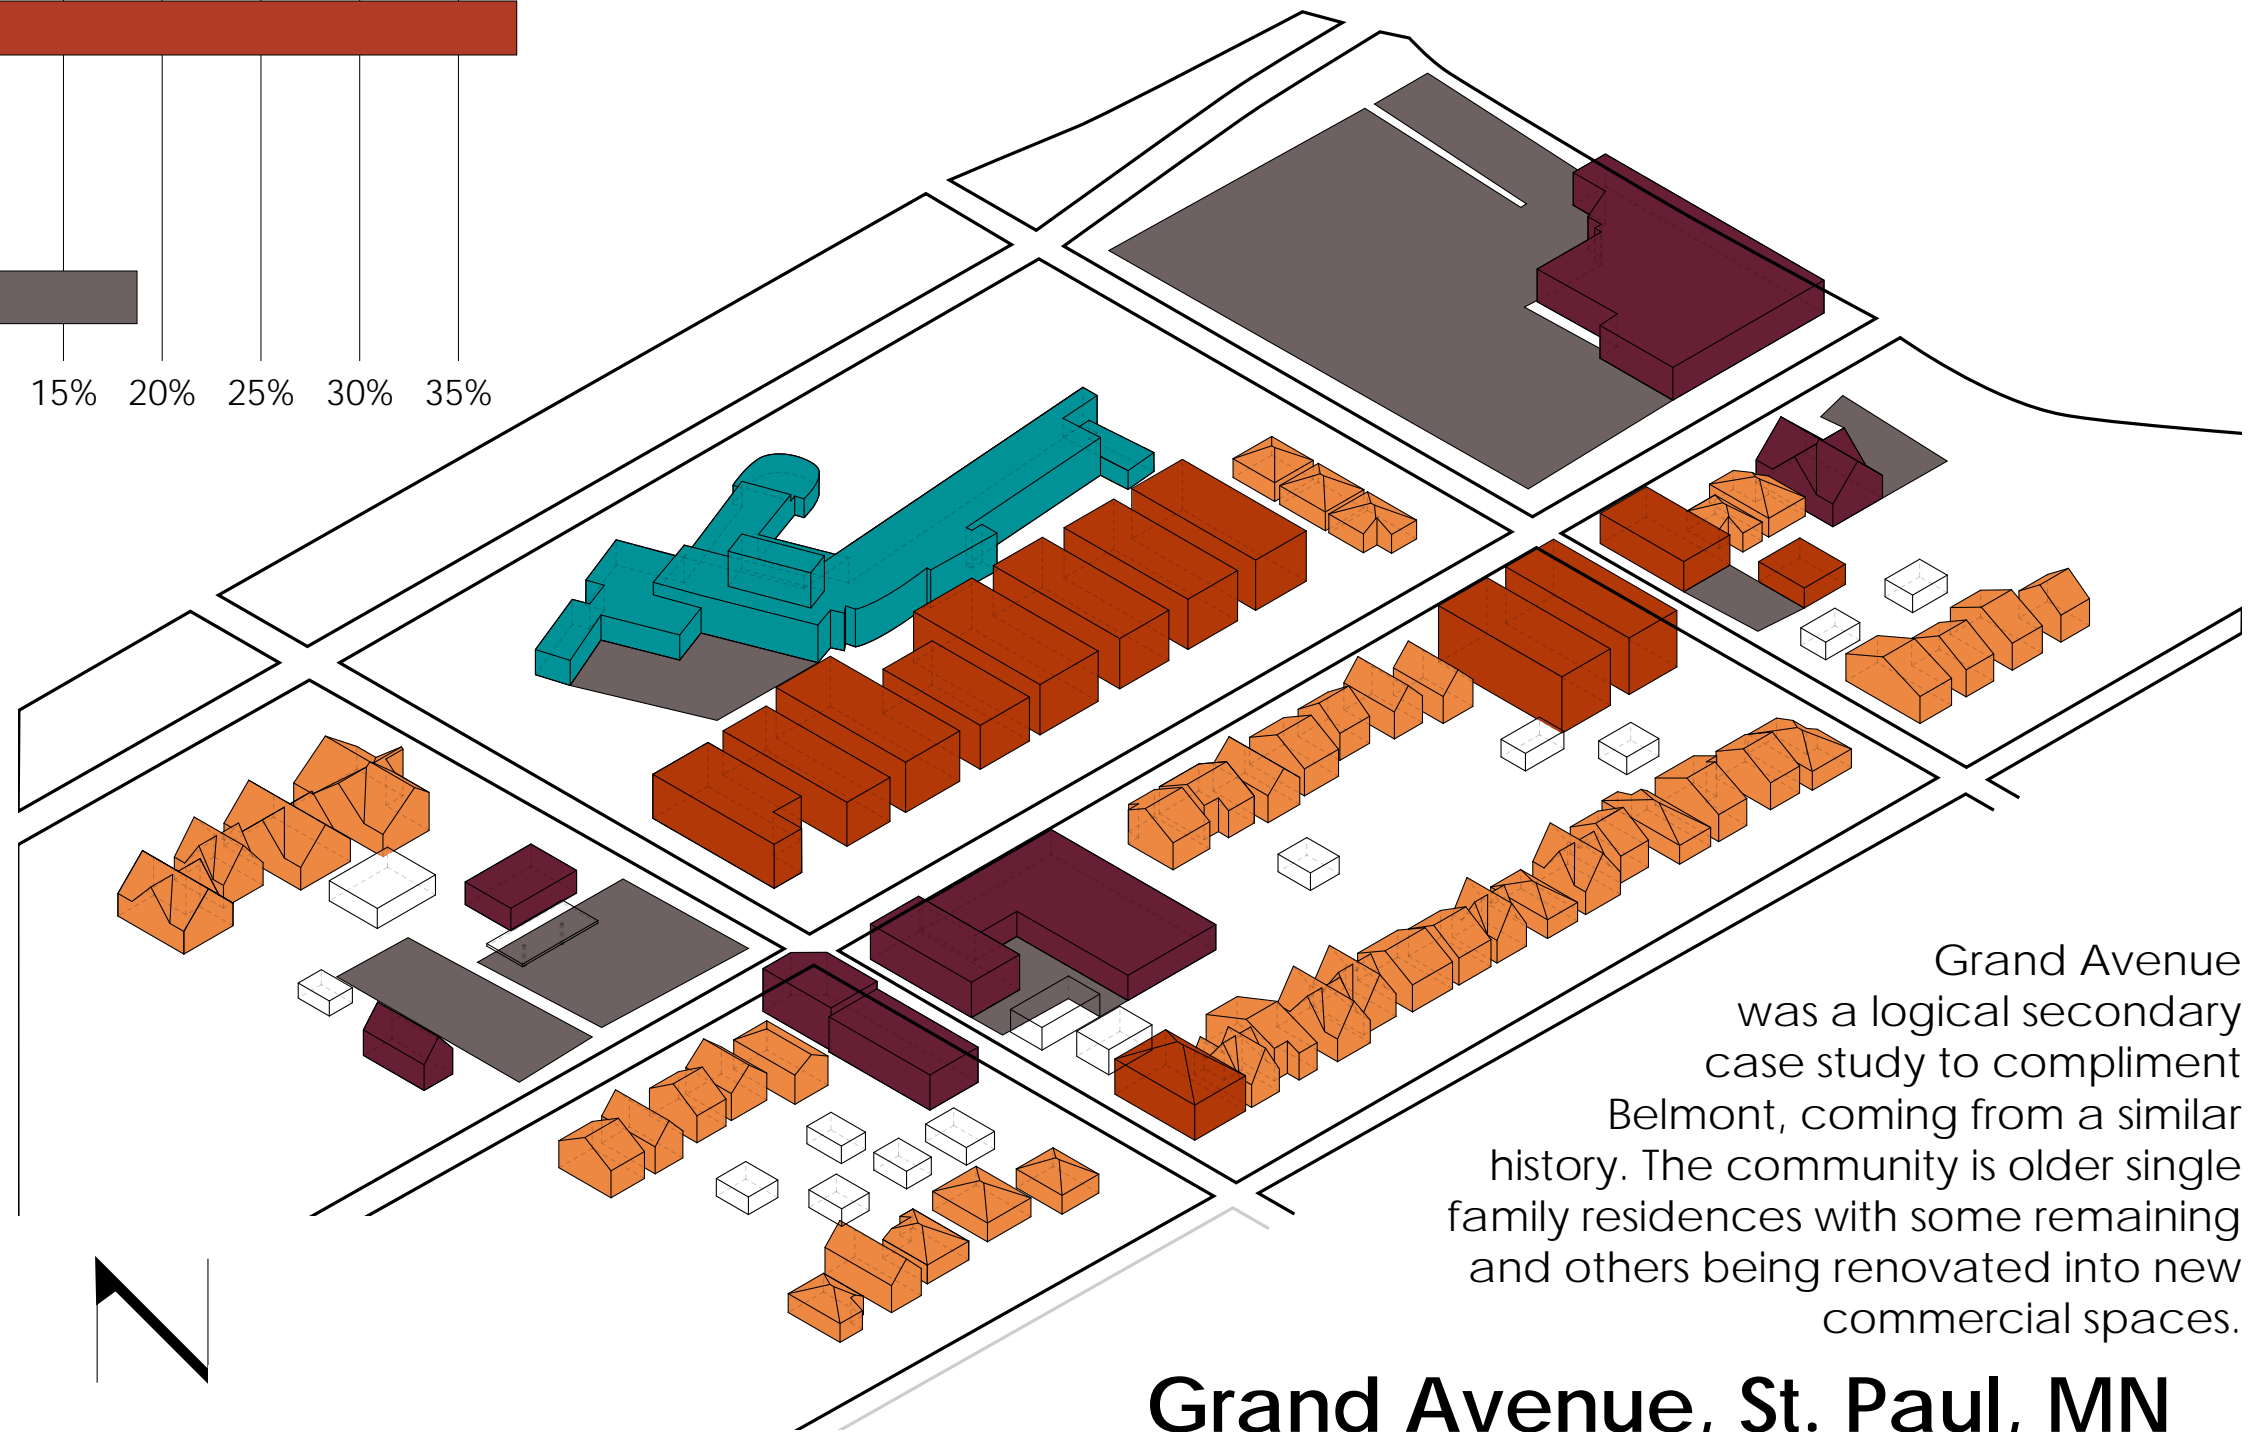 15% 20% 25% 30% 35%
Grand Avenue
was a logical secondary
case study to compliment
Belmont, coming from a similar
history. The community is older single
family residences with some remaining
and others being renovated into new
commercial spaces.
Grand Avenue, St. Paul, MN